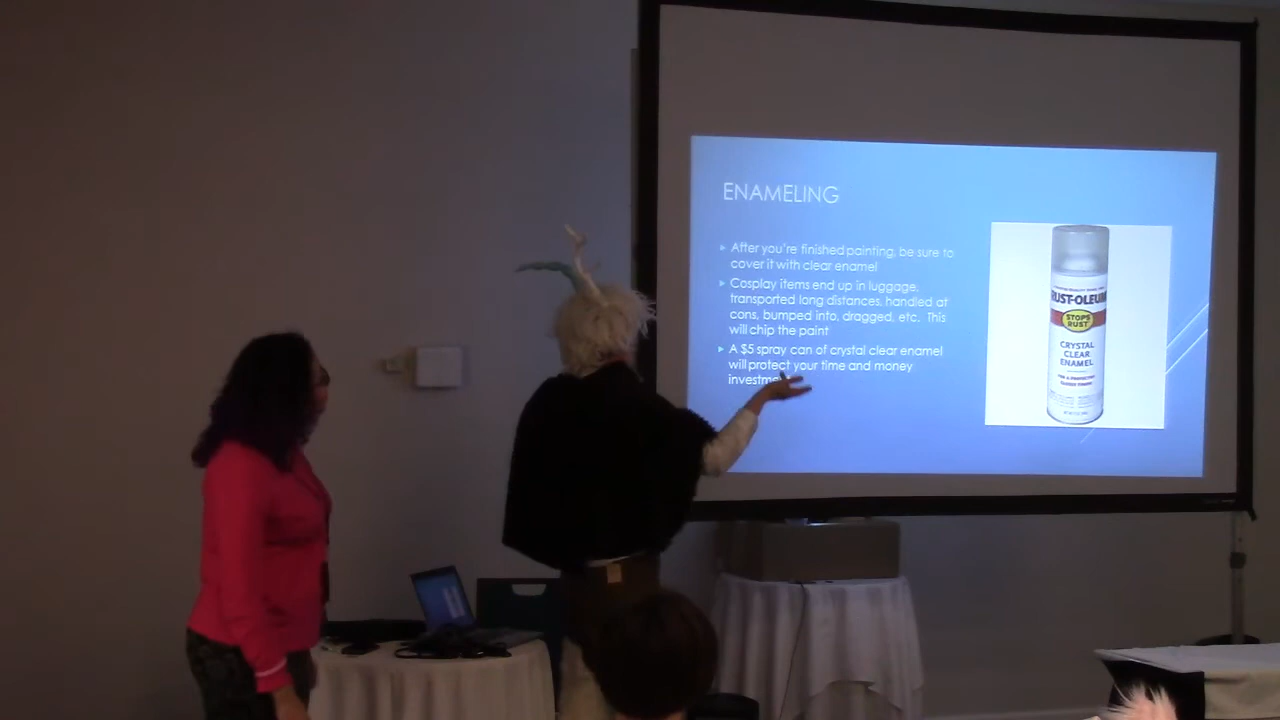 ENAMELING
After you're finished painting, be sure to
cover it with clear enamel
Cosplay items end up in luggage,
transported long distances, handled at
cons, bumped into, dragged, etc. This
will chip the paint
A $5 spray can of crystal clear enamel
will protect your time and money
RUST-OLEUM
STOPS
RUST
CRYSTAL
CLEAR
ENAMEL